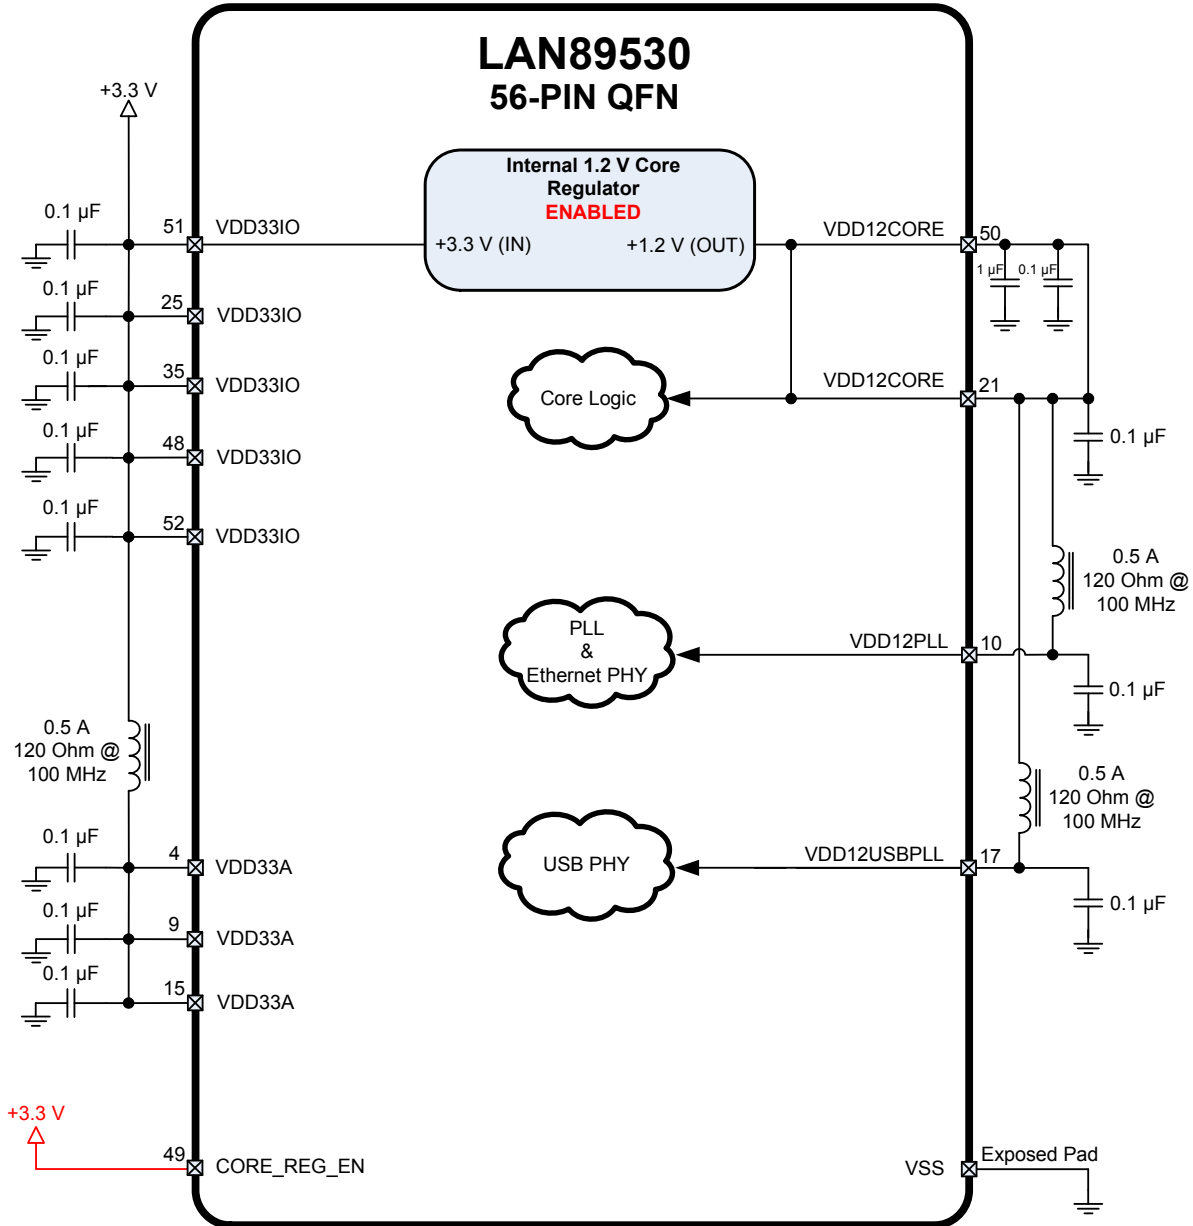 LAN89530
56-PIN QFN
+3.3 V
Internal 1.2 V Core
Regulator
ENABLED
+3.3 V (IN)
+1.2 V (OUT)
0.1 µF
51
VDD33IO
VDD12CORE
50
1 µF
0.1 µF
0.1 µF
25
VDD33IO
0.1 µF
35
VDD33IO
Core Logic
VDD12CORE
21
0.1 µF
0.1 µF
48
VDD33IO
0.1 µF
52
VDD33IO
0.5 A
120 Ohm @
100 MHz
PLL
&
Ethernet PHY
VDD12PLL
10
0.1 µF
0.5 A
120 Ohm @
100 MHz
0.5 A
120 Ohm @
100 MHz
0.1 µF
4
VDD33A
USB PHY
VDD12USBPLL
17
0.1 µF
0.1 µF
9
VDD33A
0.1 µF
15
VDD33A
+3.3 V
49
CORE_REG_EN
VSS
Exposed Pad